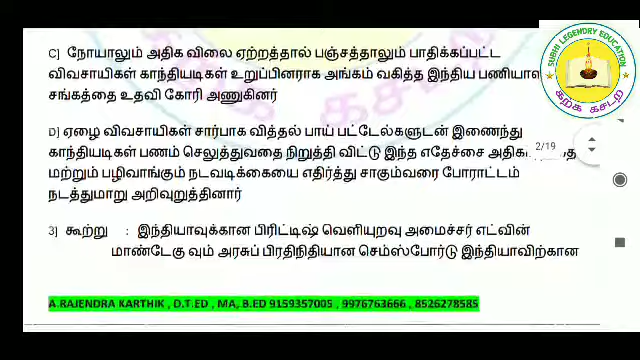 SUBHI LEGENDRY EDUCATION
கற்க கசடற
C] நோயாலும் அதிக விலை ஏற்றத்தால் பஞ்சத்தாலும் பாதிக்கப்பட்ட
விவசாயிகள் காந்தியடிகள் உறுப்பினராக அங்கம் வகித்த இந்திய
சங்கத்தை உதவி கோரி அணுகினர்
D] ஏழை விவசாயிகள் சார்பாக வித்தல் பாய் பட்டேல்களுடன் இணைந்து
காந்தியடிகள் பணம் செலுத்துவதை நிறுத்தி விட்டு இந்த எதேச்சை
2/19
மற்றும் பழிவாங்கும் நடவடிக்கையை எதிர்த்து சாகும்வரை போராட்டம்
நடத்துமாறு அறிவுறுத்தினார்
3] கூற்று : இந்தியாவுக்கான பிரிட்டிஷ் வெளியுறவு அமைச்சர் எட்வின்
மாண்டேகு வும் அரசுப் பிரதிநிதியான செம்ஸ்போர்டு இந்தியாவிற்கான
A.RAJENDRA KARTHIK , D.T.ED , MA, B.ED 9159357005 , 9976763666 , 8526278585